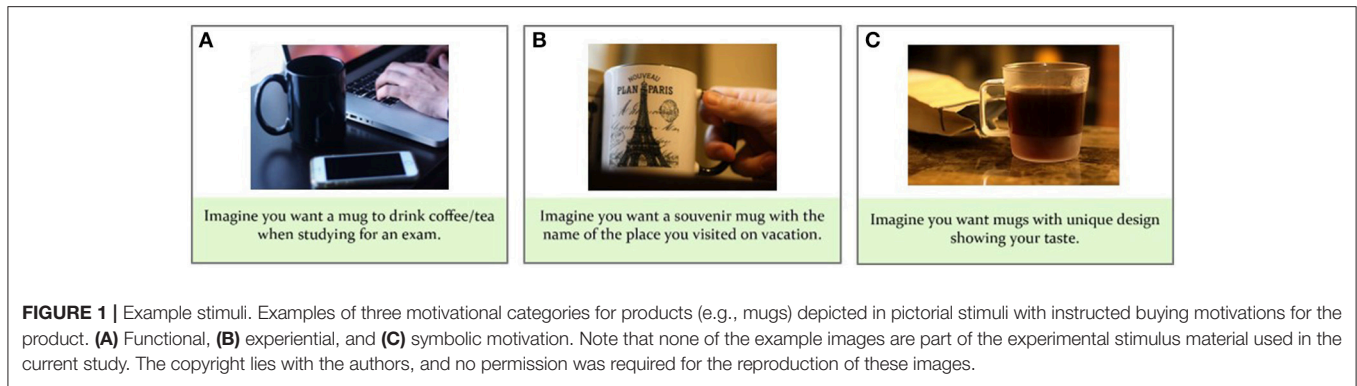 A
B
C
NOUVEAU
PLAN PARIS
Imagine you want a mug to drink coffee/tea
when studying for an exam.
Imagine you want a souvenir mug with the
name of the place you visited on vacation.
Imagine you want mugs with unique design
showing your taste.
FIGURE 1 | Example stimuli. Examples of three motivational categories for products (e.g., mugs) depicted in pictorial stimuli with instructed buying motivations for the
product. (A) Functional, (B) experiential, and (C) symbolic motivation. Note that none of the example images are part of the experimental stimulus material used in the
current study. The copyright lies with the authors, and no permission was required for the reproduction of these images.